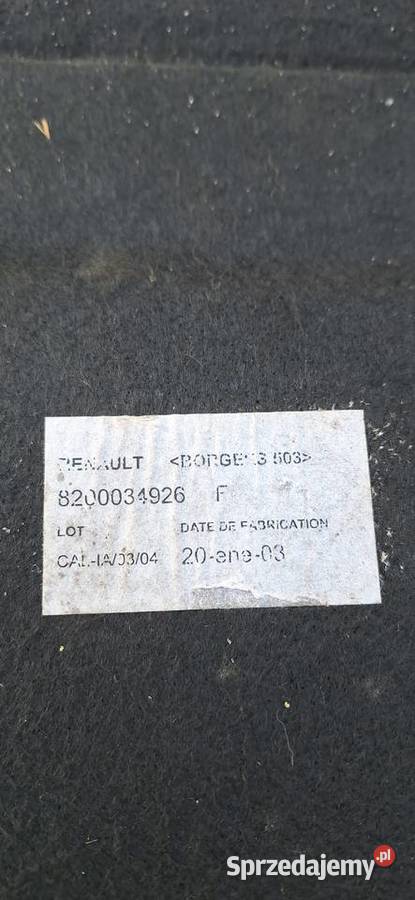 RENAULT <BORGERS 503>
8200034926 F
LOT DATE DE FABRICATION
CAL-IA/03/04 20-ene-03
Sprzedajemy.pl